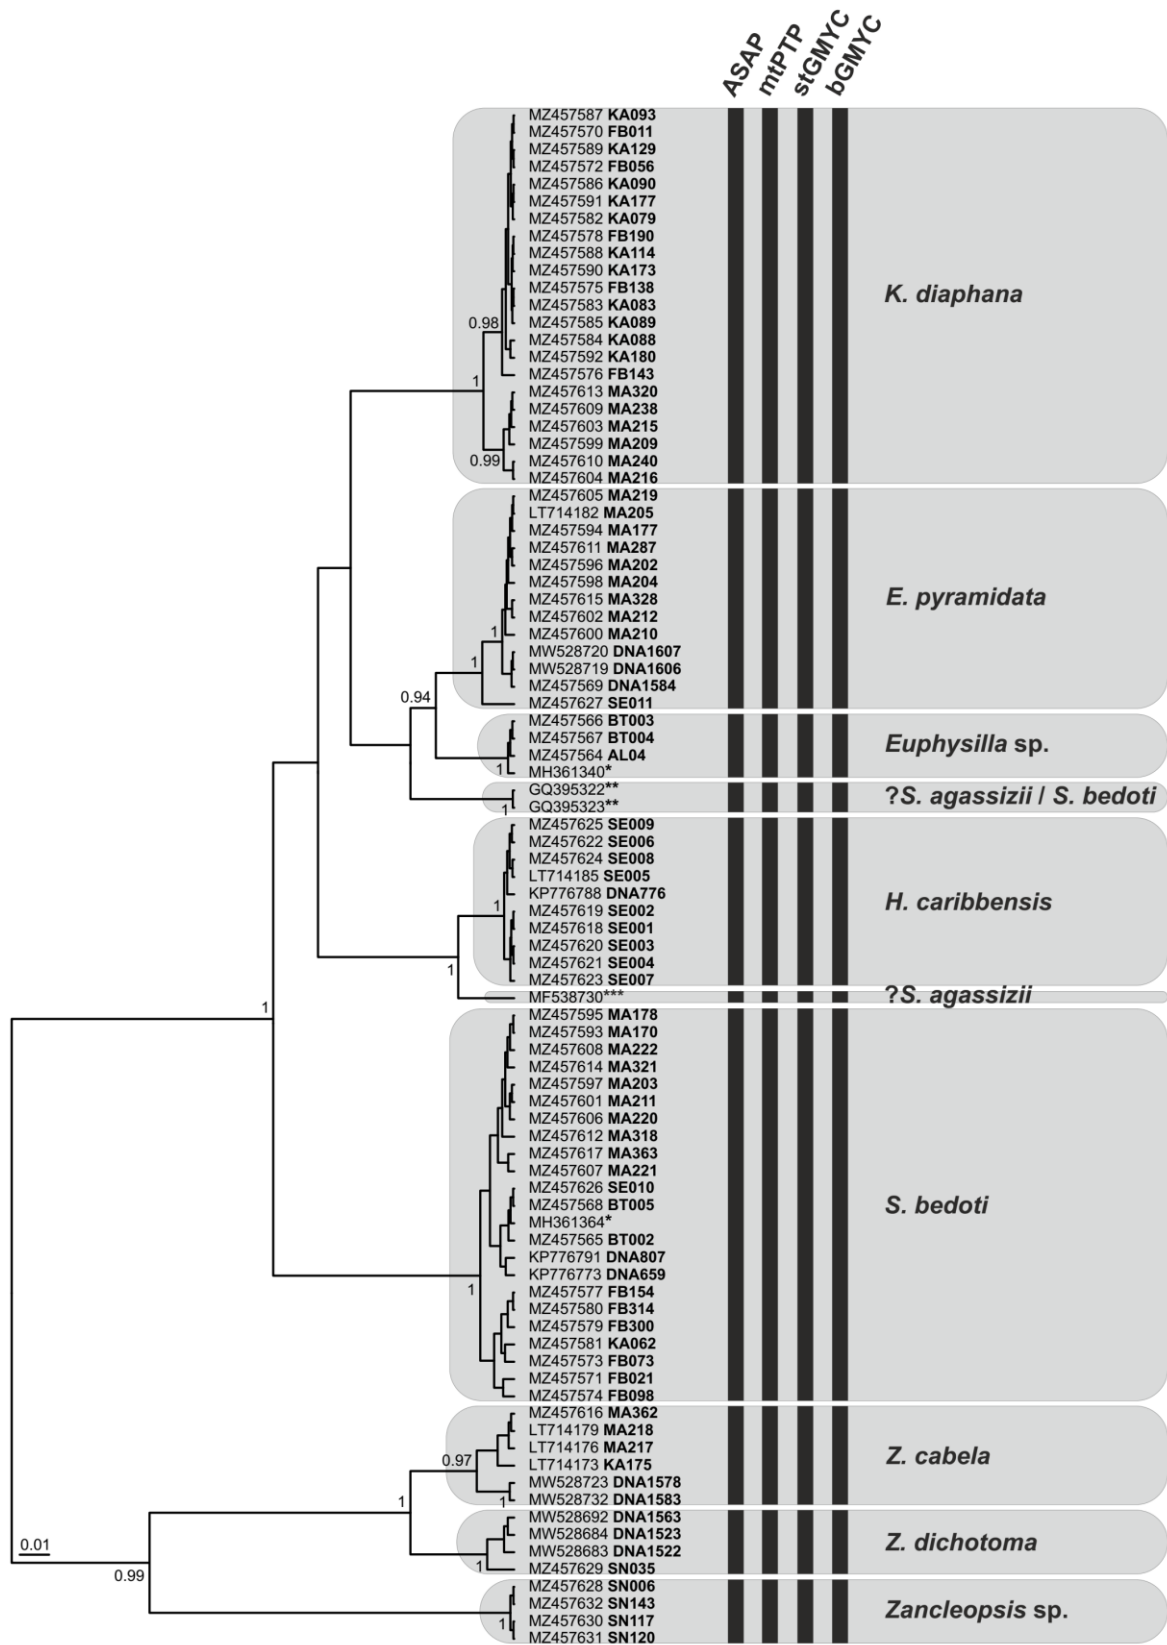 ASAP
mtPTP
stGMYC
bGMYC
MZ457587 KA093
MZ457570 FB011
MZ457589 KA129
MZ457572 FB056
MZ457586 KA090
MZ457591 KA177
MZ457582 KA079
MZ457578 FB190
MZ457588 KA114
MZ457590 KA173
MZ457575 FB138
K. diaphana
MZ457583 KA083
MZ457585 KA089
0.98
MZ457584 KA088
MZ457592 KA180
MZ457576 FB143
1
MZ457613 MA320
MZ457609 MA238
MZ457603 MA215
MZ457599 MA209
0.99
MZ457610 MA240
MZ457604 MA216
MZ457605 MA219
LT714182 MA205
MZ457594 MA177
MZ457611 MA287
MZ457596 MA202
MZ457598 MA204
E. pyramidata
MZ457615 MA328
MZ457602 MA212
1
MZ457600 MA210
MW528720 DNA1607
1
MW528719 DNA1606
MZ457569 DNA1584
0.94
MZ457627 SE011
MZ457566 BT003
MZ457567 BT004
Euphysilla sp.
MZ457564 AL04
1
MH361340*
GQ395322**
?S. agassizii / S. bedoti
1
GQ395323**
MZ457625 SE009
MZ457622 SE006
MZ457624 SE008
LT714185 SE005
KP776788 DNA776
H. caribbensis
1
MZ457619 SE002
MZ457618 SE001
MZ457620 SE003
MZ457621 SE004
1
MZ457623 SE007
MF538730***
?S. agassizii
1
MZ457595 MA178
MZ457593 MA170
MZ457608 MA222
MZ457614 MA321
MZ457597 MA203
MZ457601 MA211
MZ457606 MA220
MZ457612 MA318
MZ457617 MA363
MZ457607 MA221
MZ457626 SE010
MZ457568 BT005
S. bedoti
MH361364*
MZ457565 BT002
KP776791 DNA807
KP776773 DNA659
1
MZ457577 FB154
MZ457580 FB314
MZ457579 FB300
MZ457581 KA062
MZ457573 FB073
MZ457571 FB021
MZ457574 FB098
MZ457616 MA362
LT714179 MA218
LT714176 MA217
Z. cabela
0.97
LT714173 KA175
MW528723 DNA1578
1
1
MW528732 DNA1583
MW528692 DNA1563
MW528684 DNA1523
Z. dichotoma
0.01
MW528683 DNA1522
1
MZ457629 SN035
0.99
MZ457628 SN006
MZ457632 SN143
Zancleopsis sp.
1
MZ457630 SN117
MZ457631 SN120